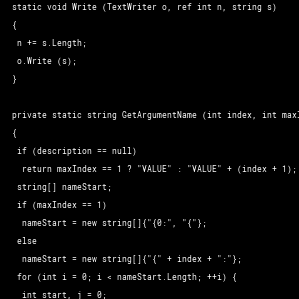 static void Write (TextWriter o, ref int n, string s)
{
n += s.Length;
o.Write (s);
}
private static string GetArgumentName (int index, int
{
if (description == null)
return maxIndex == 1 ? "VALUE" : "VALUE" + (index + 1);
string[] nameStart;
if (maxIndex == 1)
nameStart = new string[]{"{0:", "{"};
else
nameStart = new string[]{"{" + index + ":"};
for (int i = 0; i < nameStart.Length; ++i) {
int start, j = 0;